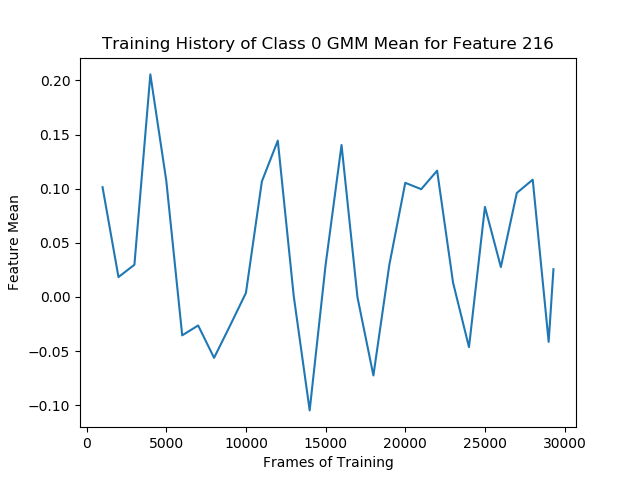 Training History of Class 0 GMM Mean for Feature 216
0.20
0.15
0.10
0.05
0.00
−0.05
−0.10
Feature Mean
0 5000 10000 15000 20000 25000 30000
Frames of Training